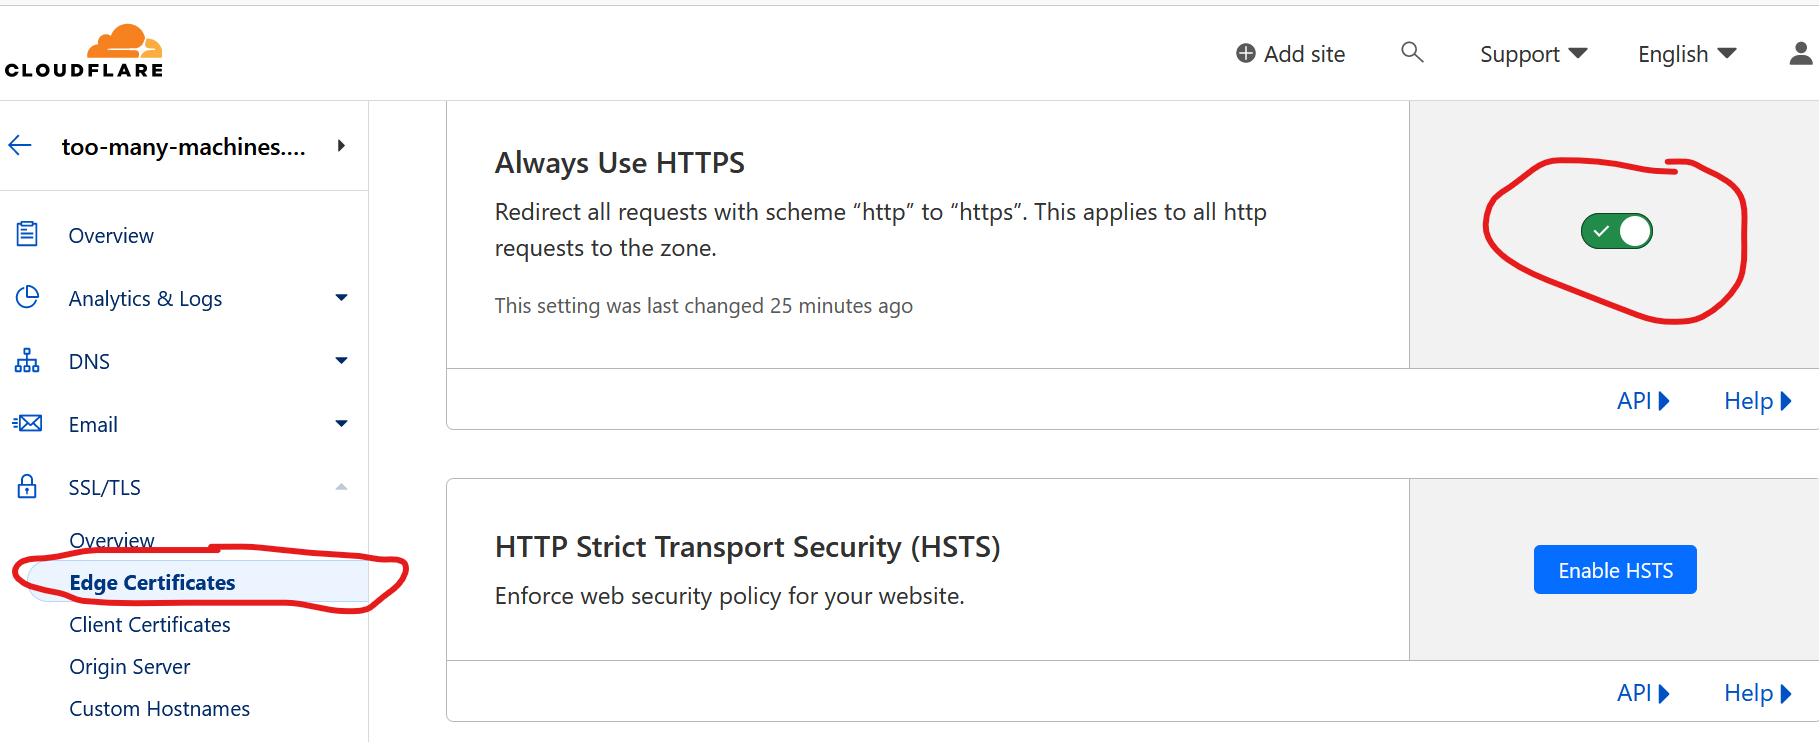 CLOUDFLARE
Add site
Support
English
too-many-machines....
Overview
Analytics & Logs
DNS
Email
SSL/TLS
Overview
Edge Certificates
Client Certificates
Origin Server
Custom Hostnames
Always Use HTTPS
Redirect all requests with scheme “http” to “https”. This applies to all http
requests to the zone.
This setting was last changed 25 minutes ago
API
Help
HTTP Strict Transport Security (HSTS)
Enforce web security policy for your website.
Enable HSTS
API
Help